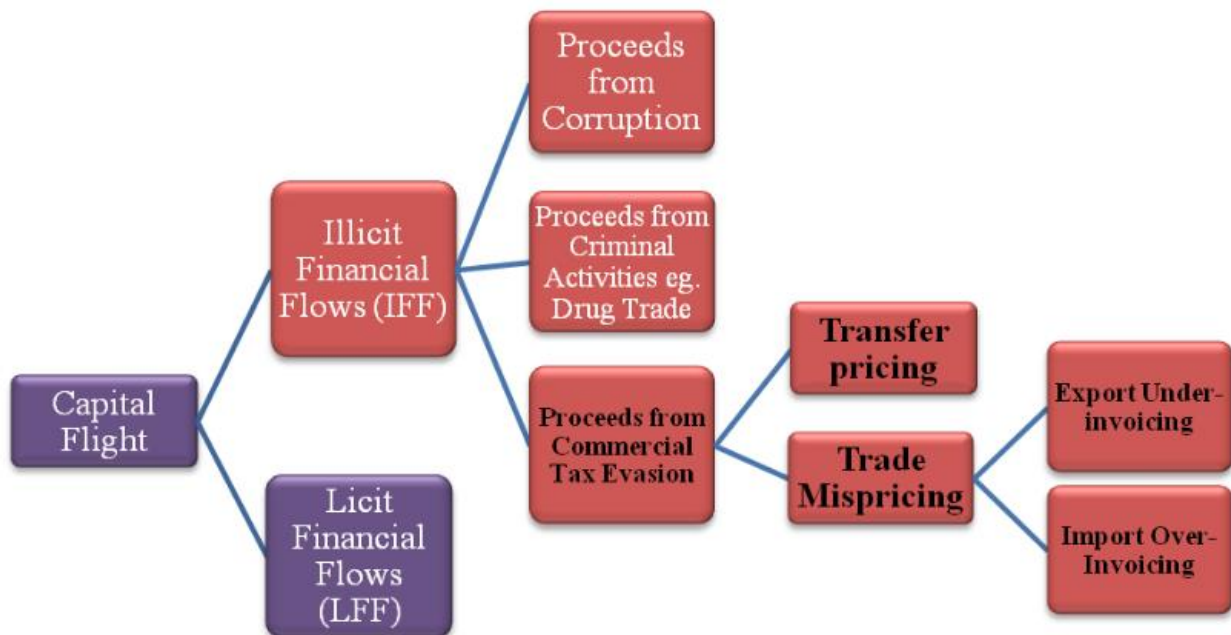 Proceeds
from
Corruption
Illicit
Financial
Flows (IFF)
Proceeds from
Criminal
Activities eg.
Drug Trade
Transfer
pricing
Capital
Flight
Proceeds from
Commercial
Tax Evasion
Export Under-
invoicing
Trade
Mispricing
Licit
Financial
Flows
(LFF)
Import Over-
Invoicing